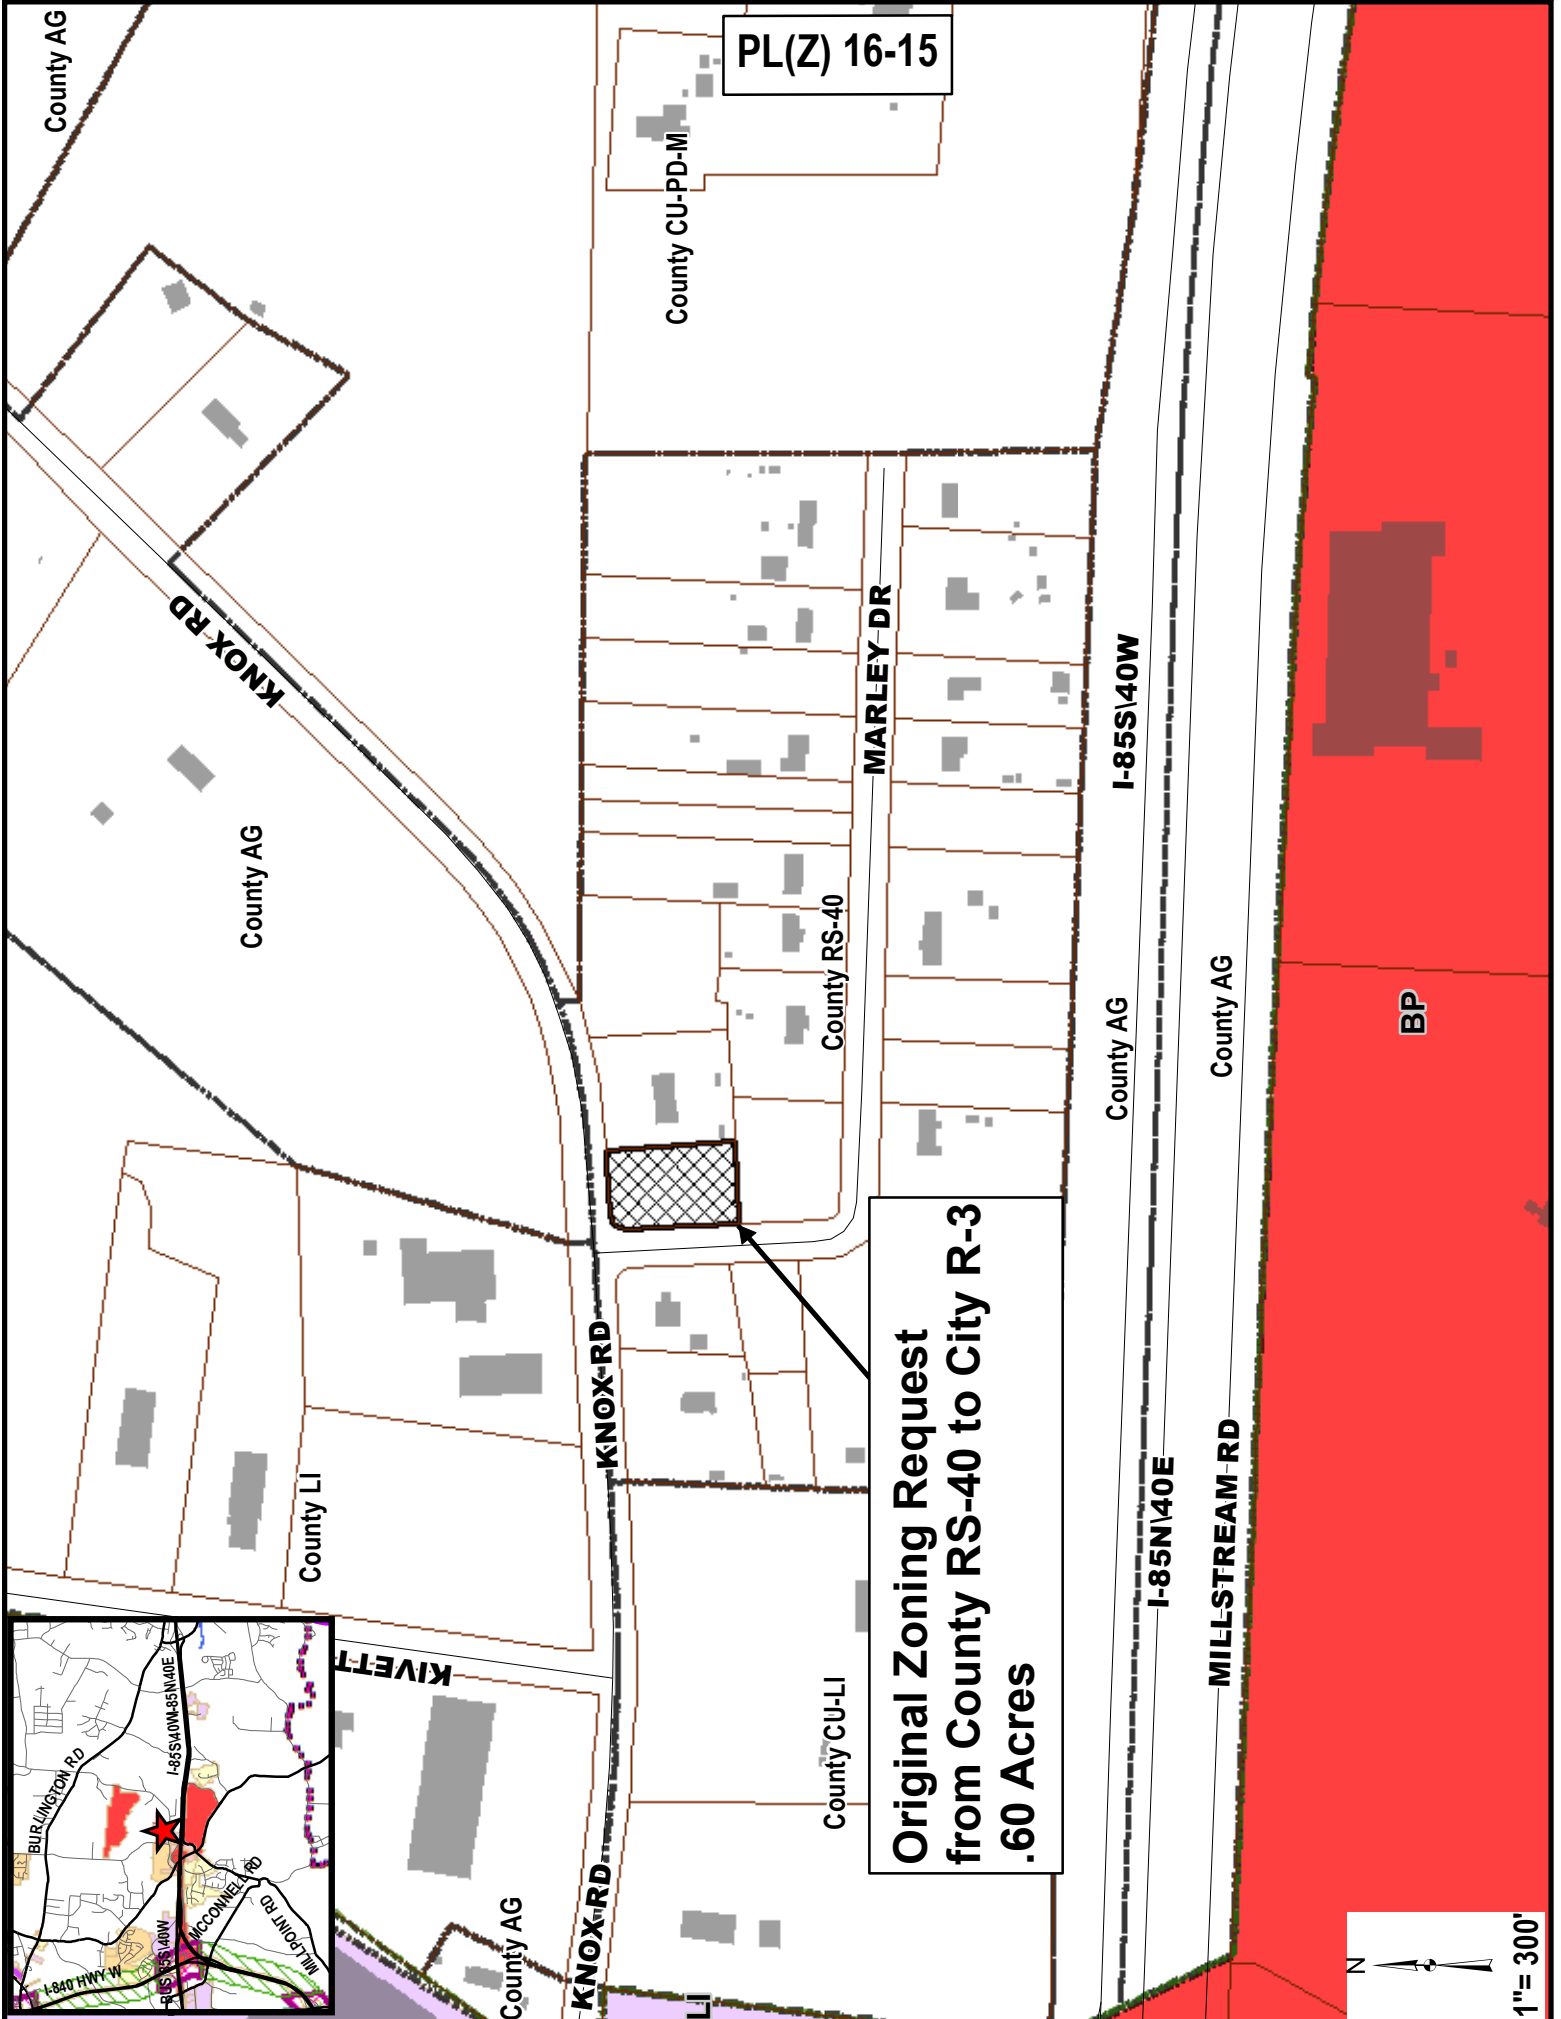 PL(Z) 16-15
County AG
County CU-PD-M
KNOX RD
County AG
MARLEY DR
County RS-40
I-85S\40W
County AG
County AG
BP
County LI
KNOX RD
KIVETT
County CU-LI
I-85N\40E
MILLSTREAM RD
Original Zoning Request
from County RS-40 to City R-3
.60 Acres
County AG
KNOX RD
LI
BURLINGTON RD
I-85S\40W
I-85N\40E
MCCONNELL RD
MILLPOINT RD
I-840 HWY W
N
1"= 300'